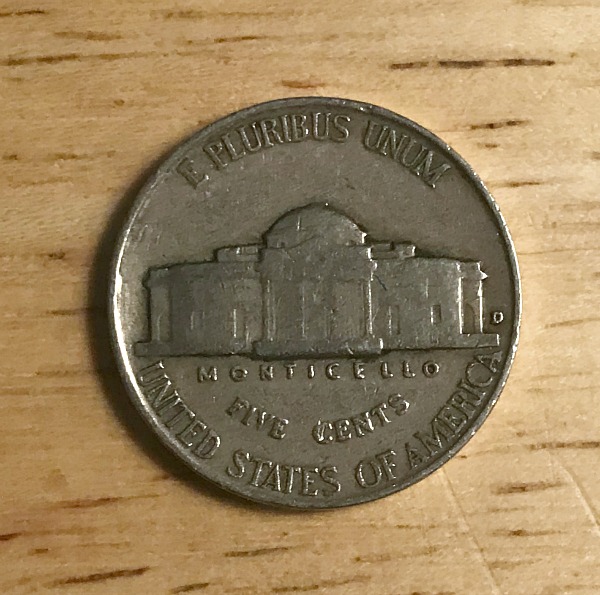 E PLURIBUS UNUM
D
MONTICELLO
FIVE CENTS
UNITED STATES OF AMERICA